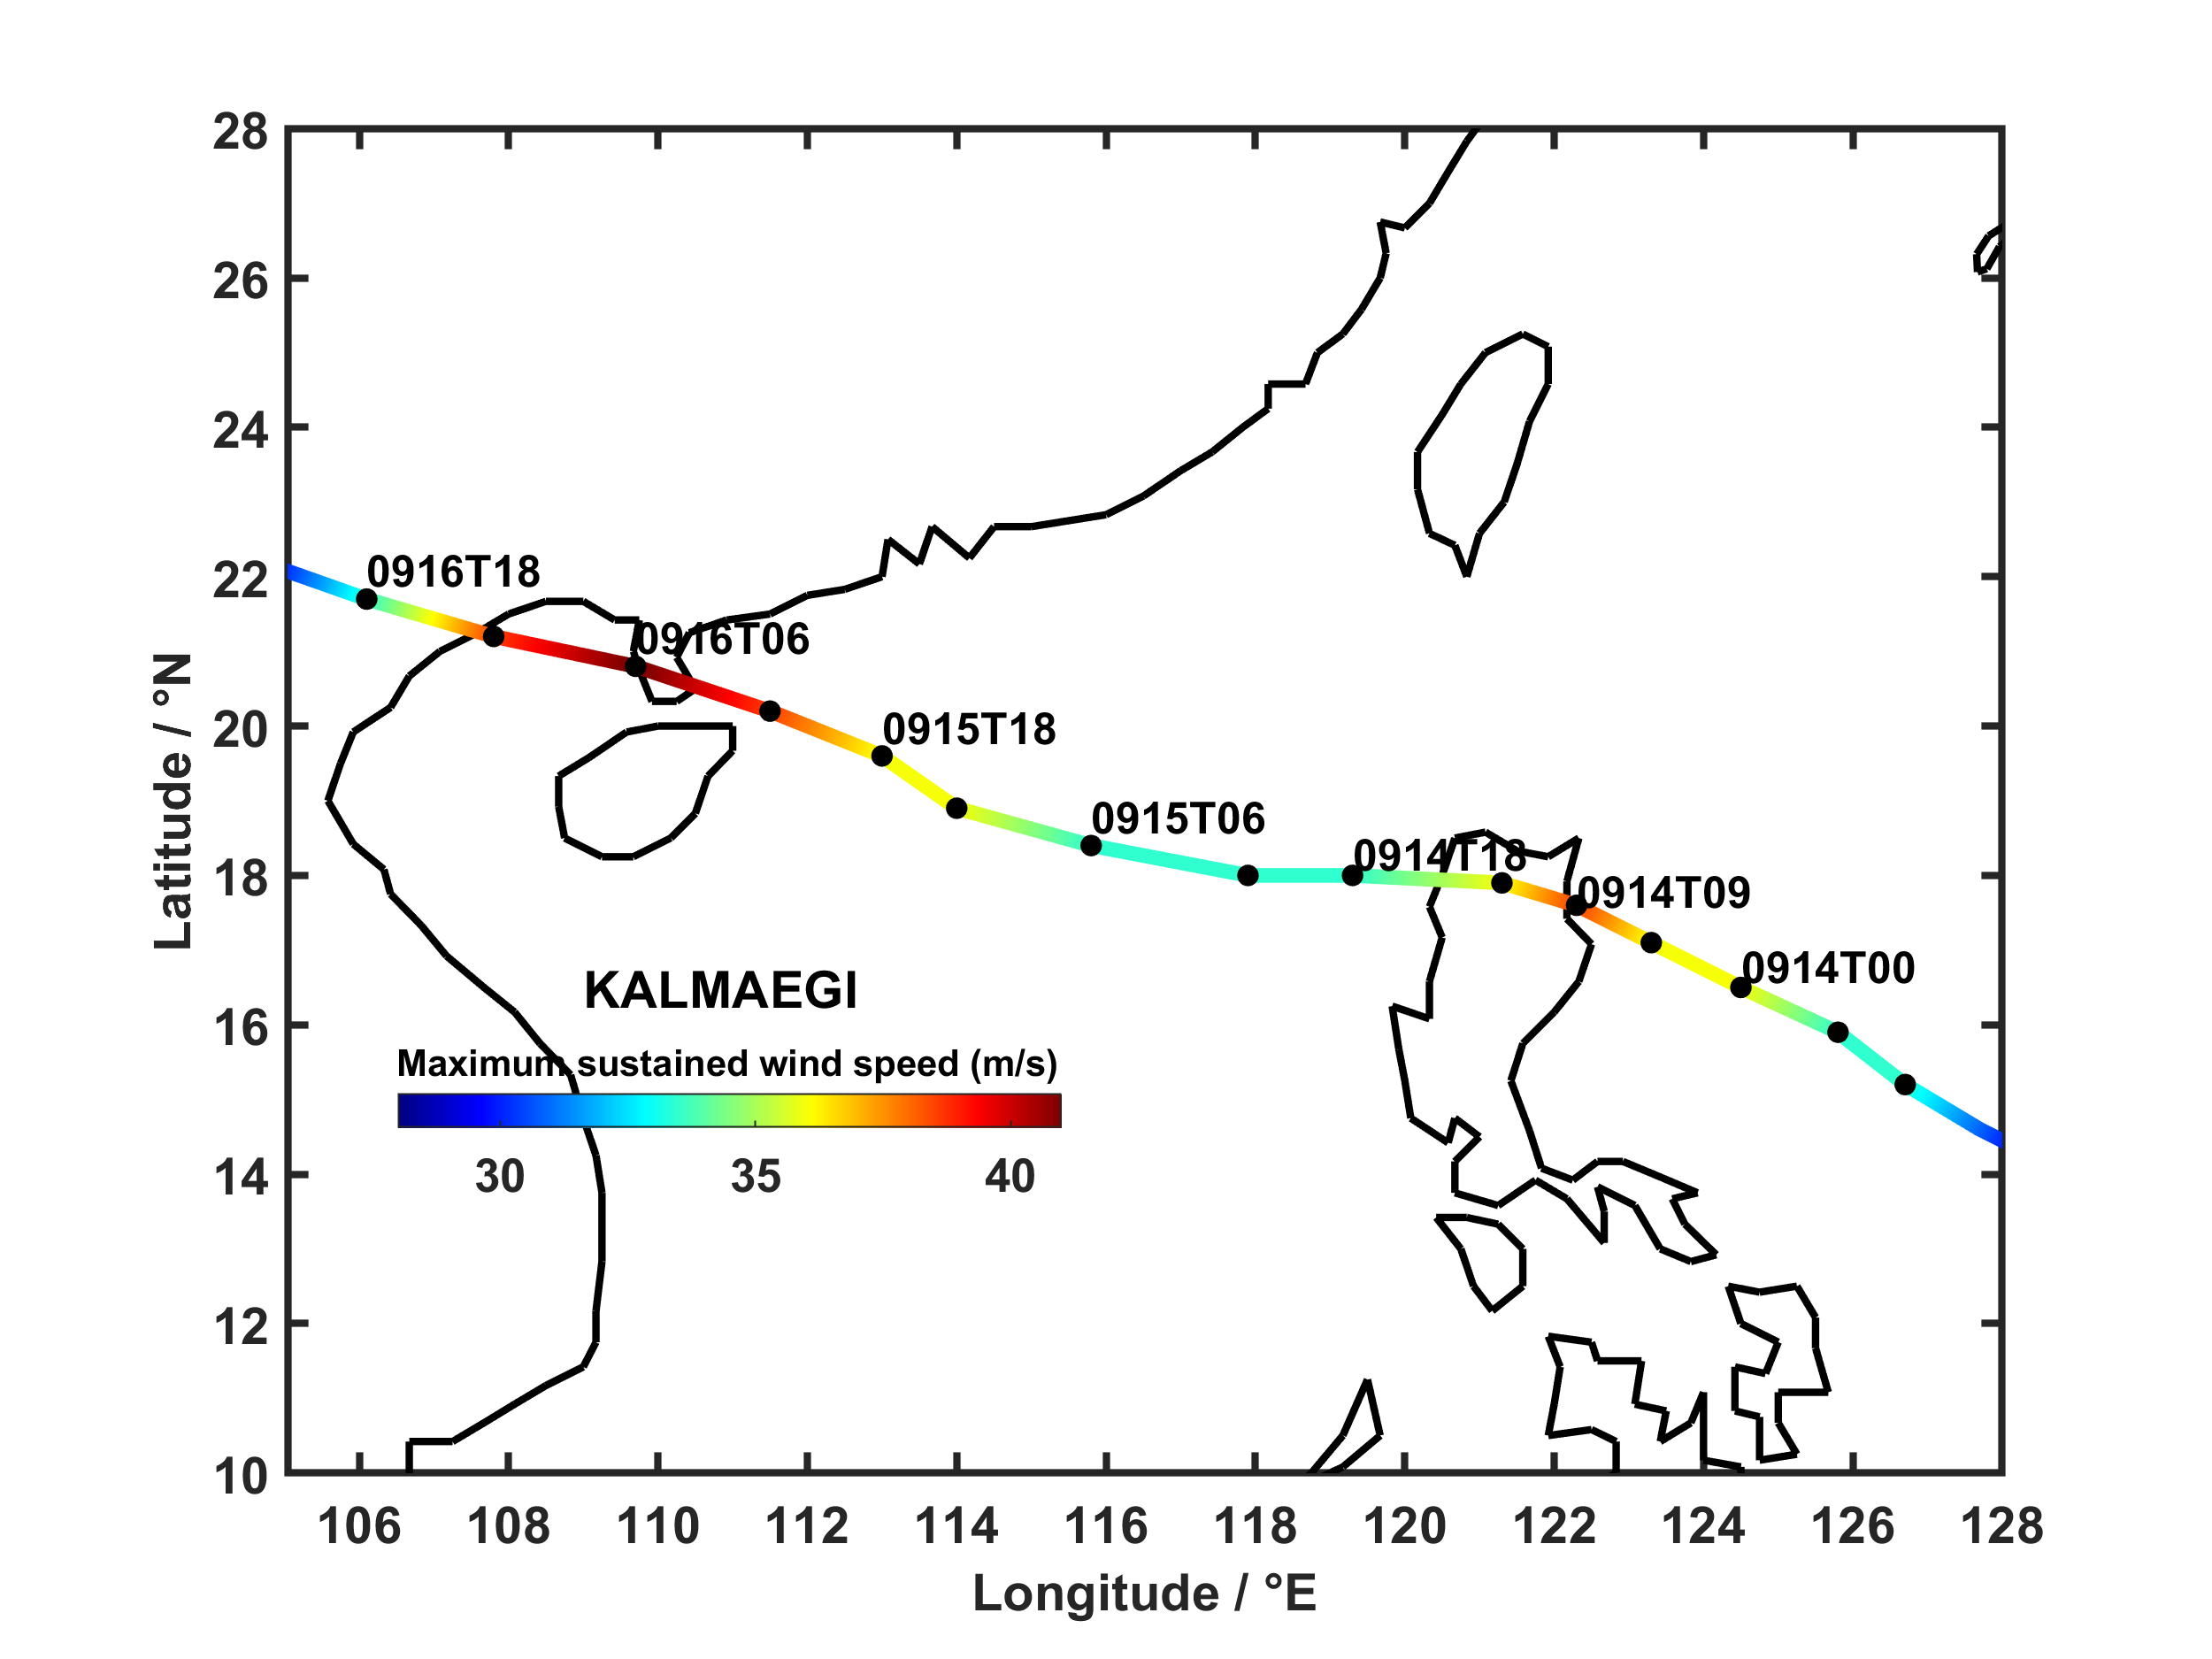 28
26
24
22
20
18
16
14
12
10
Latitude / °N
0916T18
0916T06
0915T18
0915T06
0914T18
0914T09
0914T00
KALMAEGI
Maximum sustained wind speed (m/s)
30 35 40
106 108 110 112 114 116 118 120 122 124 126 128
Longitude / °E